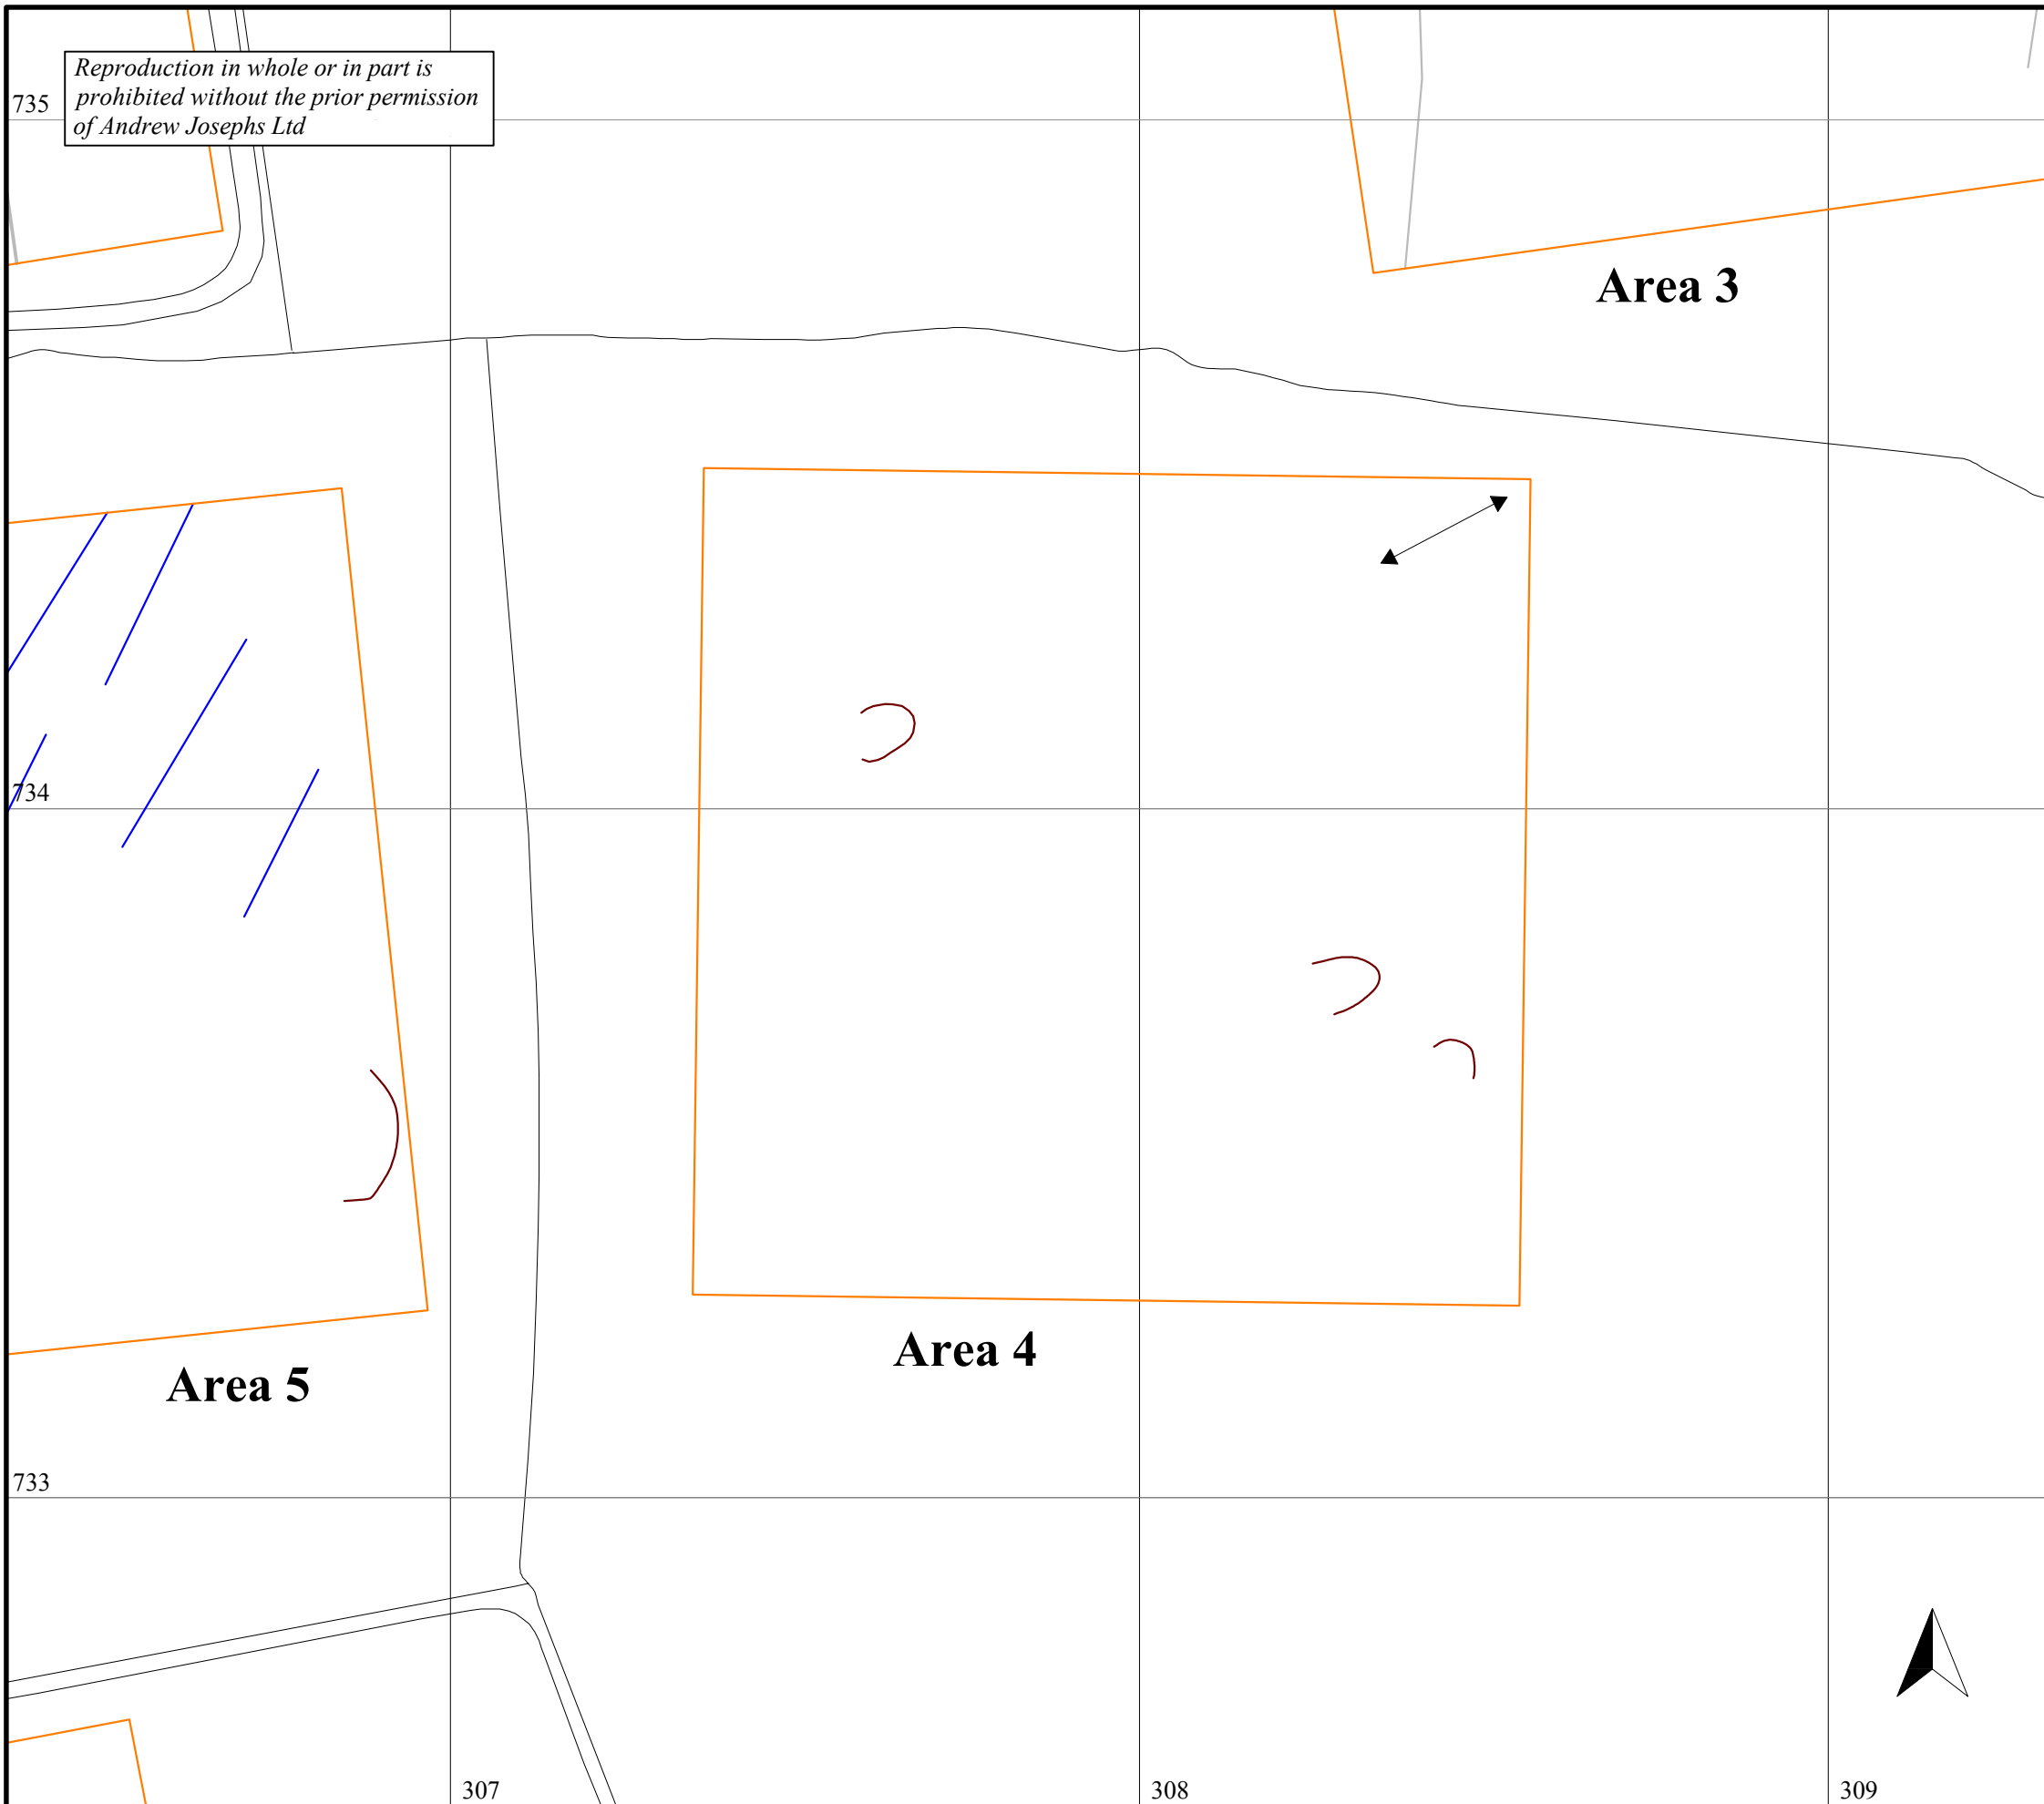 Reproduction in whole or in part is
prohibited without the prior permission
of Andrew Josephs Ltd
735
Area 3
734
Area 4
Area 5
733
307
308
309